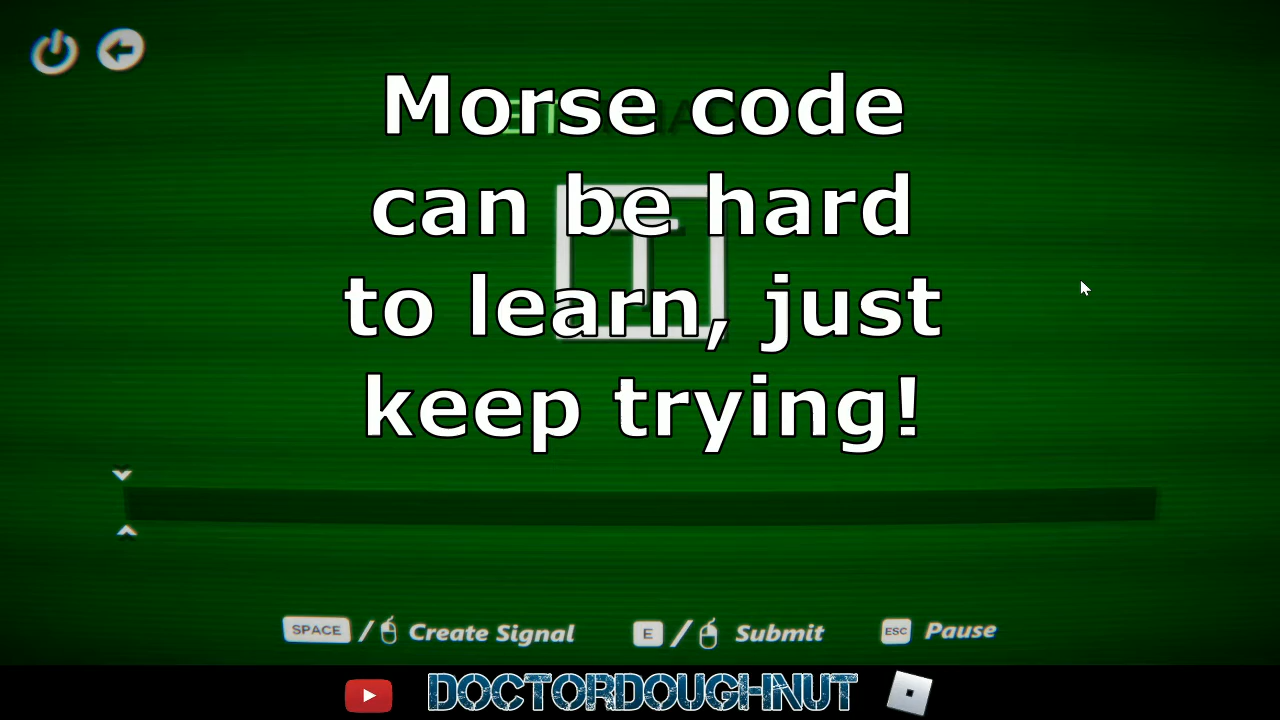 Morse code
can be hard
to learn, just
keep trying!
T
SPACE / Create Signal
E / Submit
ESC Pause
DOCTORDOUGHNUT